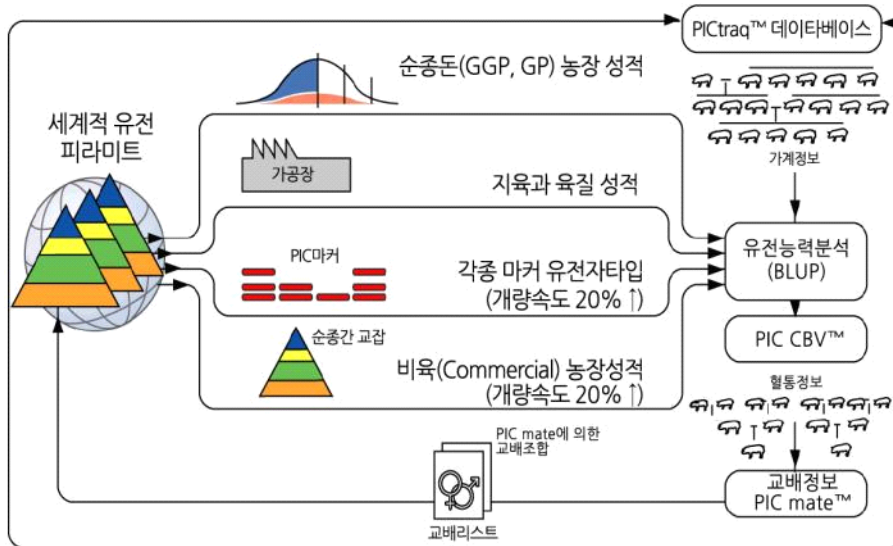 PICtraq™ 데이타베이스
순종돈(GGP, GP) 농장 성적
세계적 유전
피라미트
가공장
가계정보
지육과 육질 성적
PIC마커
각종 마커 유전자타입
(개량속도 20% ↑)
유전능력분석
(BLUP)
순종간 교잡
비육(Commercial) 농장성적
(개량속도 20% ↑)
PIC CBV™
혈통정보
PIC mate에 의한
교배조합
교배정보
PIC mate™
교배리스트